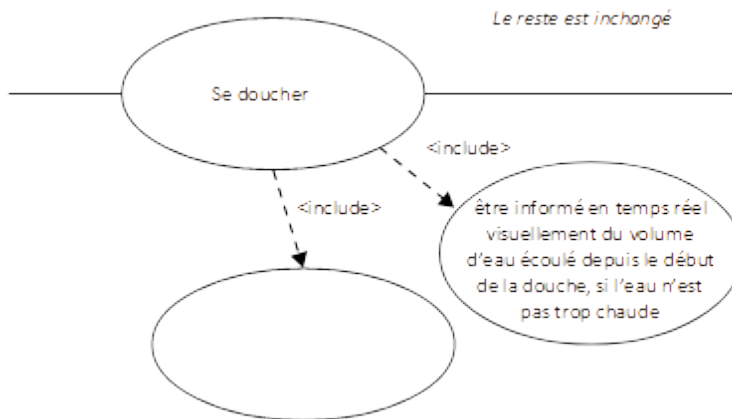 Le reste est inchangé
Se doucher
<include>
<include>
être informé en temps réel
visuellement du volume
d'eau écoulé depuis le début
de la douche, si l'eau n'est
pas trop chaude